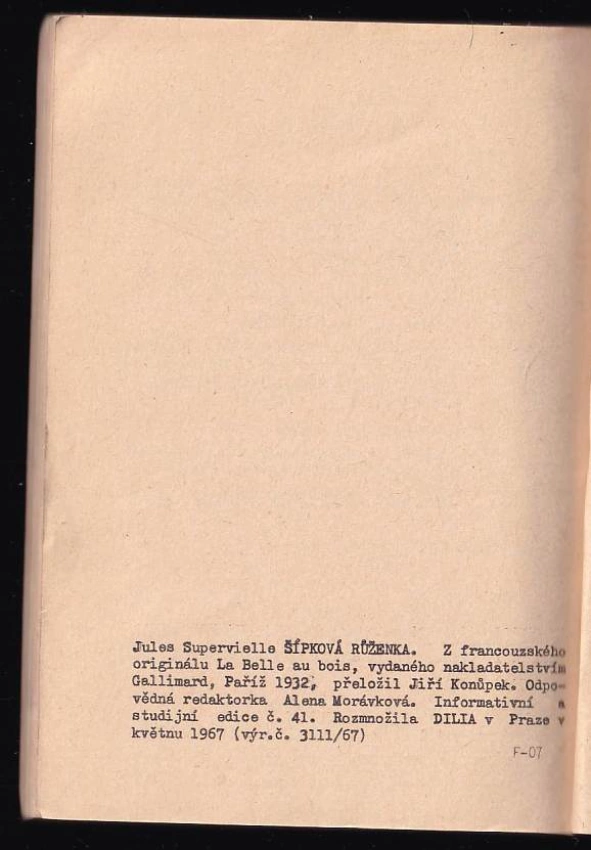 Jules Supervielle ŠÍPKOVÁ RŮŽENKA. Z francouzského
originálu La Belle au bois, vydaného nakladatelstvím
Gallimard, Paříž 1932, přeložil Jiří Konůpek. Odpo-
vědná redaktorka Alena Morávková. Informativní a
studijní edice č. 41. Rozmnožila DILIA v Praze v
květnu 1967 (výr.č. 3111/67)
F-07